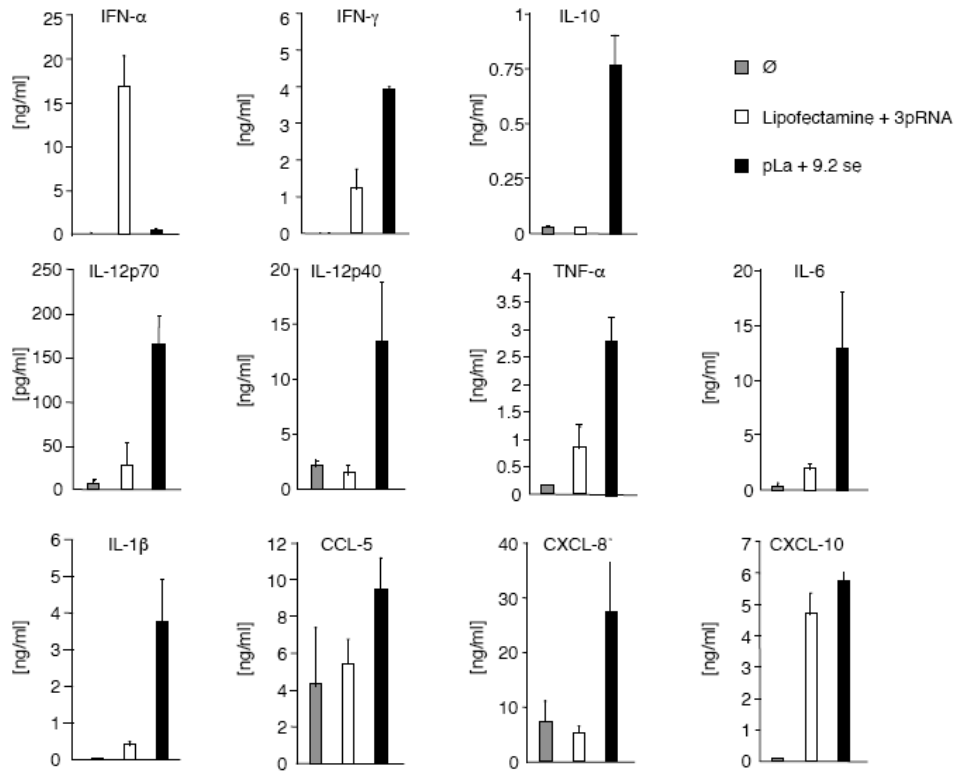 IFN-α
25
20
15
10
5
0
[ng/ml]
IFN-γ
6
5
4
3
2
1
0
[ng/ml]
IL-10
1
0.75
0.5
0.25
0
[ng/ml]
Ø
Lipofectamine + 3pRNA
pLa + 9.2 se
IL-12p70
250
200
150
100
50
0
[pg/ml]
IL-12p40
20
15
10
5
0
[ng/ml]
TNF-α
4
3.5
3
2.5
2
1.5
1
0.5
0
[ng/ml]
IL-6
20
15
10
5
0
[ng/ml]
IL-1β
6
5
4
3
2
1
0
[ng/ml]
CCL-5
12
10
8
6
4
2
0
[ng/ml]
CXCL-8`
40
30
20
10
0
[ng/ml]
CXCL-10
7
6
5
4
3
2
1
0
[ng/ml]